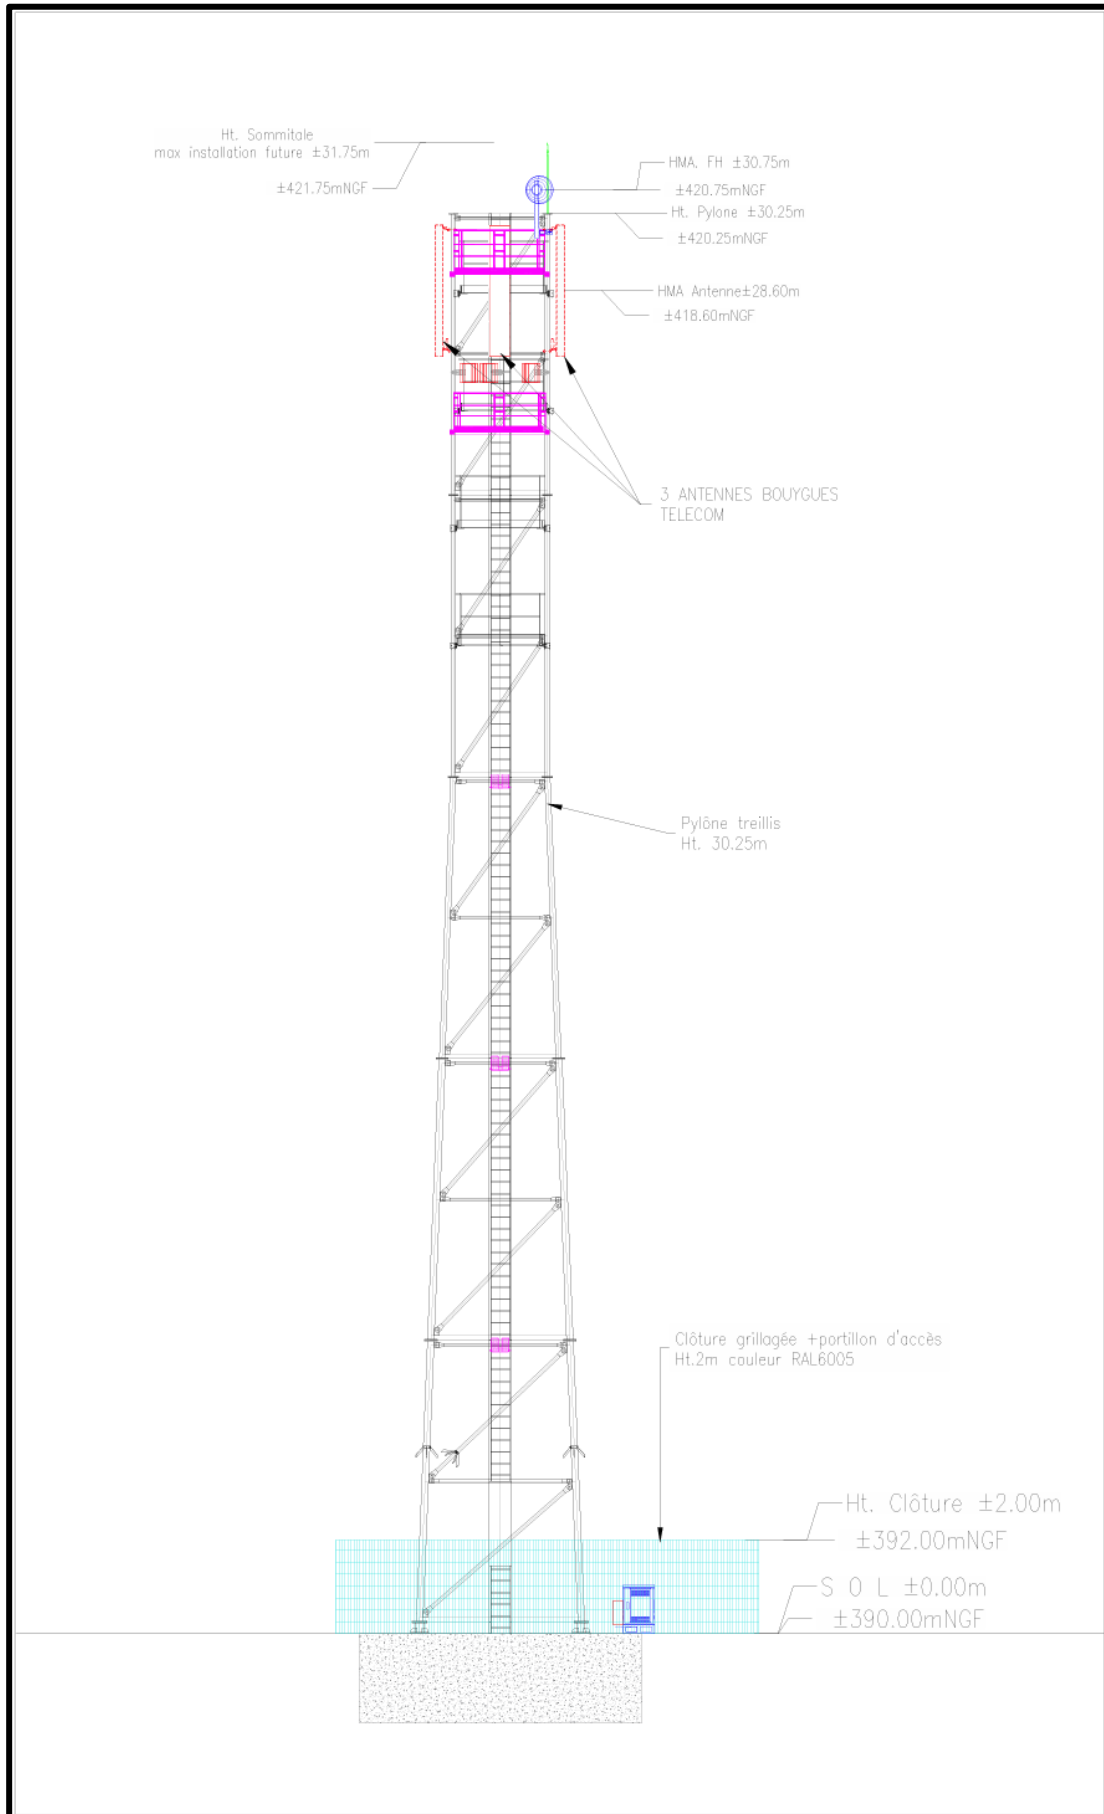 Ht. Sommitale
max installation future ±31.75m
±421.75mNGF
HMA. FH ±30.75m
±420.75mNGF
Ht. Pylone ±30.25m
±420.25mNGF
HMA Antenne±28.60m
±418.60mNGF
3 ANTENNES BOUYGUES
TELECOM
Pylône treillis
Ht. 30.25m
Clôture grillagée +portillon d'accès
Ht.2m couleur RAL6005
Ht. Clôture ±2.00m
±392.00mNGF
S O L ±0.00m
±390.00mNGF